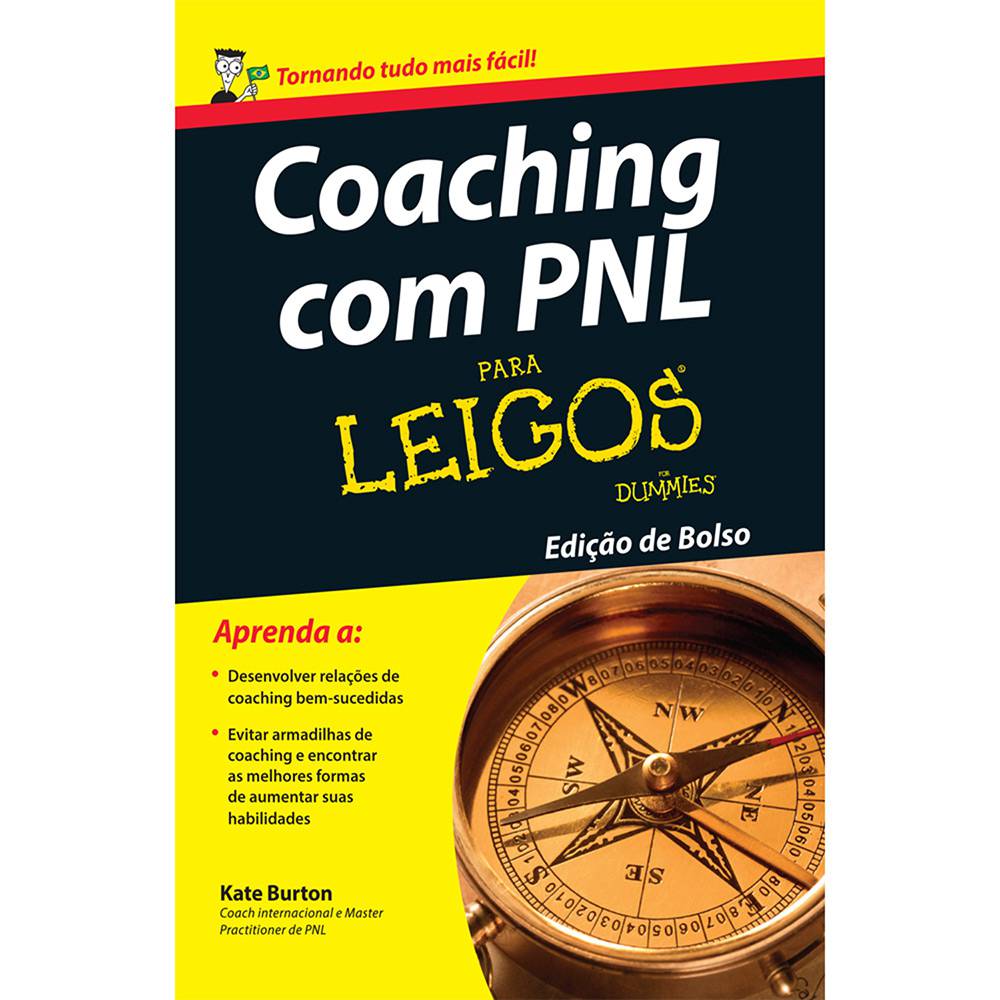 Tornando tudo mais fácil!
Coaching
com PNL
PARA
LEIGOS®
FOR
DUMMIES
Edição de Bolso
Aprenda a:
• Desenvolver relações de
coaching bem-sucedidas
• Evitar armadilhas de
coaching e encontrar
as melhores formas
de aumentar suas
habilidades
Kate Burton
Coach internacional e Master
Practitioner de PNL
N
NE
E
SE
S
SW
W
NW